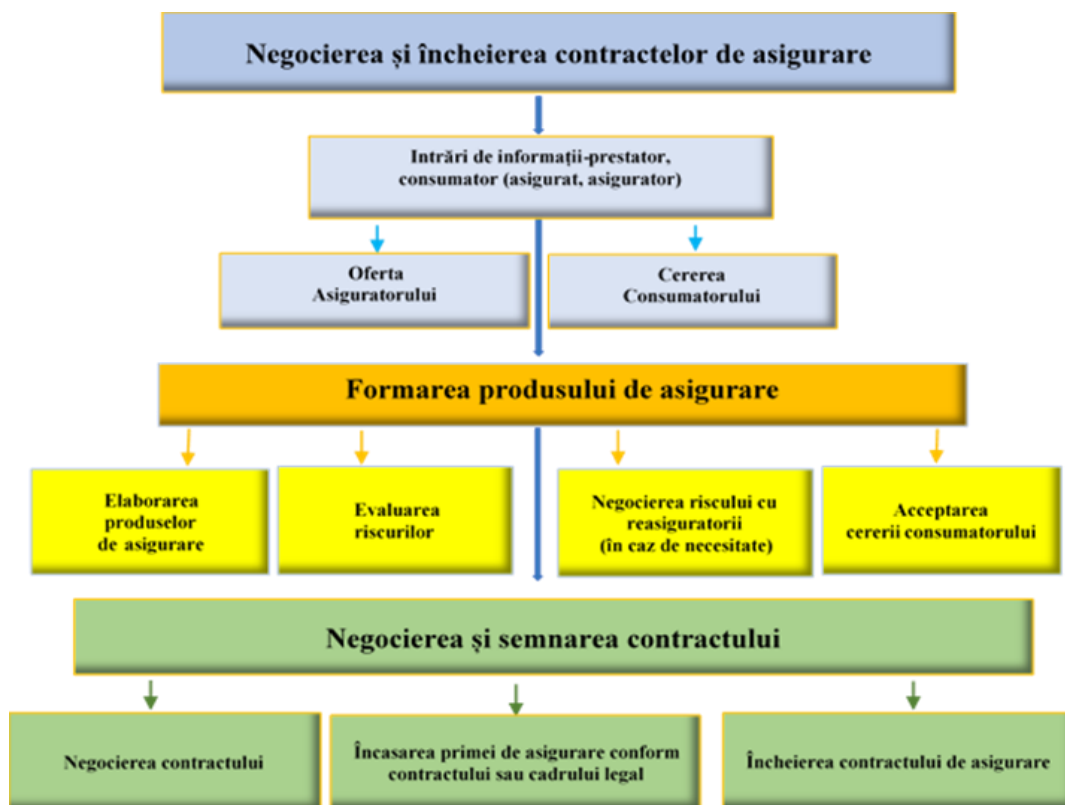 Negocierea și încheierea contractelor de asigurare
Intrări de informații-prestator,
consumator (asigurat, asigurator)
Oferta
Asiguratorului
Cererea
Consumatorului
Formarea produsului de asigurare
Elaborarea
produselor
de asigurare
Evaluarea
riscurilor
Negocierea riscului cu
reasiguratorii
(în caz de necesitate)
Acceptarea
cererii consumatorului
Negocierea și semnarea contractului
Negocierea contractului
Încasarea primei de asigurare conform
contractului sau cadrului legal
Încheierea contractului de asigurare